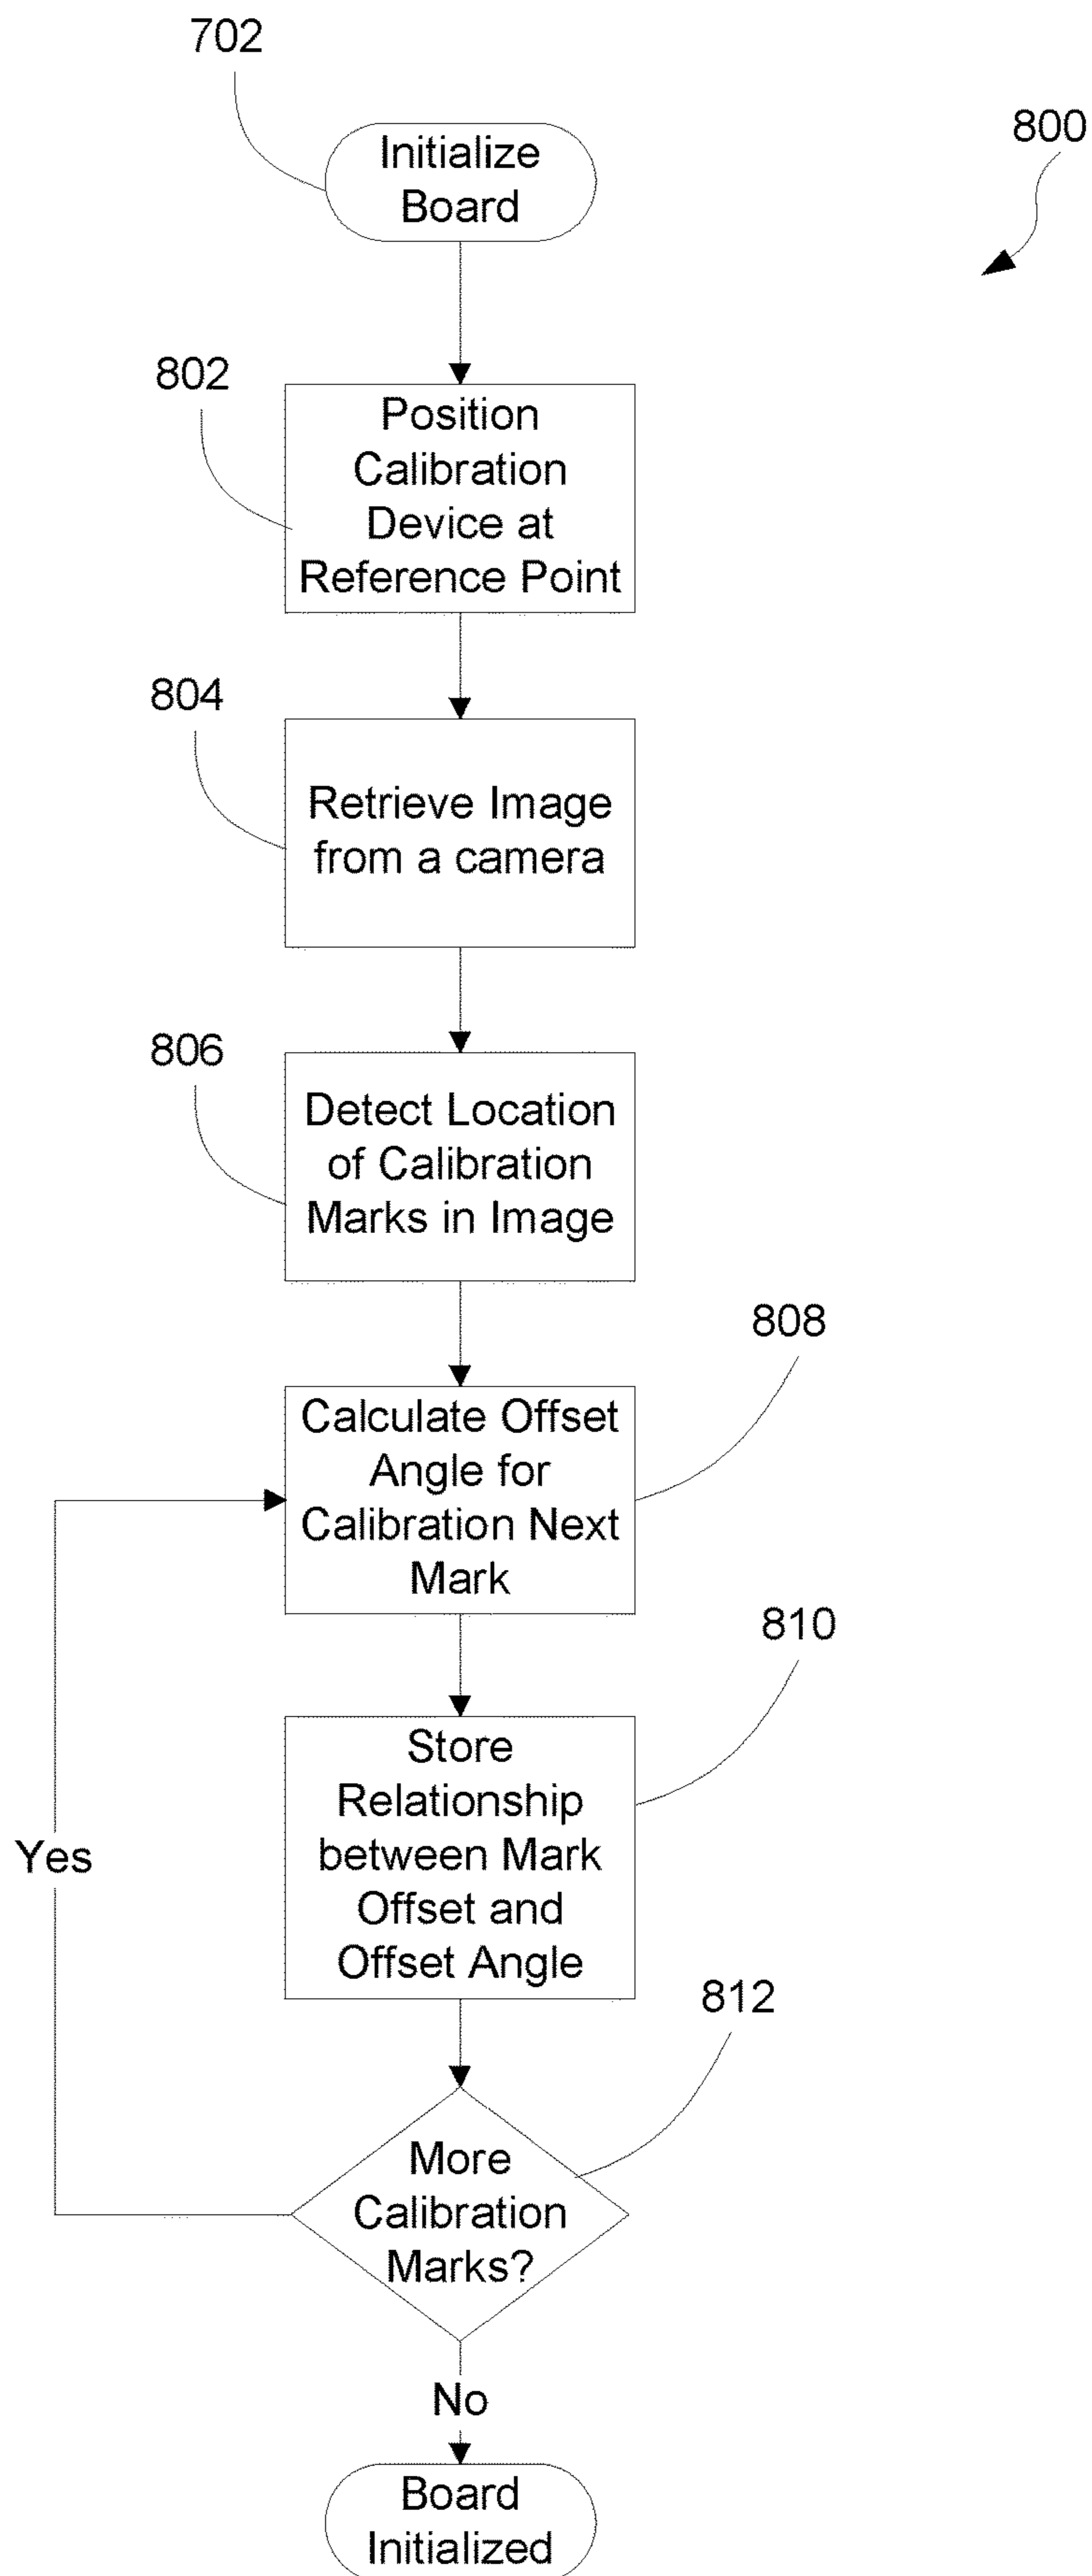 702
800
Initialize
Board
802
Position
Calibration
Device at
Reference Point
804
Retrieve Image
from a camera
806
Detect Location
of Calibration
Marks in Image
808
Calculate Offset
Angle for
Calibration Next
Mark
810
Store
Relationship
between Mark
Offset and
Offset Angle
Yes
812
More
Calibration
Marks?
No
Board
Initialized